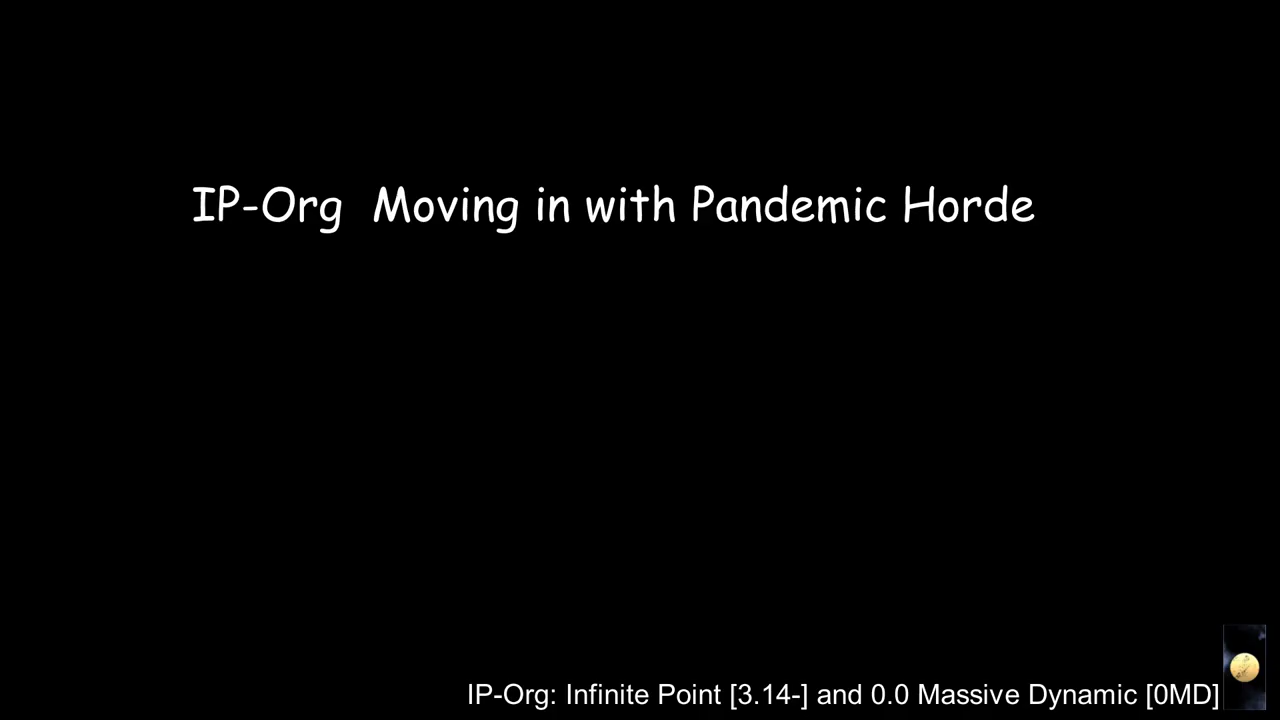 IP-Org  Moving in with Pandemic Horde
IP-Org: Infinite Point [3.14-] and 0.0 Massive Dynamic [0MD]